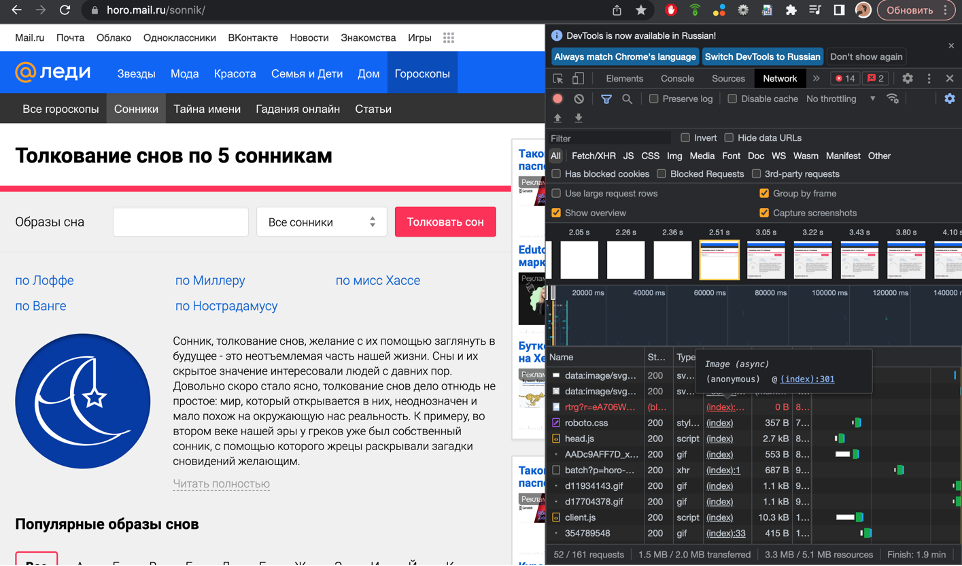 horo.mail.ru/sonnik/
Обновить
Mail.ru Почта Облако Одноклассники ВКонтакте Новости Знакомства Игры
@леди Звезды Мода Красота Семья и Дети Дом Гороскопы
Все гороскопы Сонники Тайна имени Гадания онлайн Статьи
Толкование снов по 5 сонникам
Образы сна Все сонники Толковать сон
по Лоффе по Миллеру по мисс Хассе
по Ванге по Нострадамусу
Сонник, толкование снов, желание с их помощью заглянуть в
будущее - это неотъемлемая часть нашей жизни. Сны и их
скрытое значение интересовали людей с давних пор.
Довольно скоро стало ясно, толкование снов дело отнюдь не
простое: мир, который открывается в них, неоднозначен и
мало похож на окружающую нас реальность. К примеру, во
втором веке нашей эры у греков уже был собственный
сонник, с помощью которого жрецы раскрывали загадки
сновидений желающим.
Читать полностью
Популярные образы снов
Тако
пасп
Реклам
Eduto
марк
Бутко
на Хе
Реклам
Тако
пасп
DevTools is now available in Russian!
Always match Chrome's language Switch DevTools to Russian Don't show again
Elements Console Sources Network » 14 2
Preserve log Disable cache No throttling
Filter Invert Hide data URLs
All Fetch/XHR JS CSS Img Media Font Doc WS Wasm Manifest Other
Has blocked cookies Blocked Requests 3rd-party requests
Use large request rows Group by frame
Show overview Capture screenshots
2.05 s 2.26 s 2.36 s 2.51 s 3.05 s 3.22 s 3.43 s 3.80 s 4.10 s
20000 ms 40000 ms 60000 ms 80000 ms 100000 ms 120000 ms 140000
Name St... Type
Image (async)
(anonymous) @ (index):301
data:image/svg... 200 sv...
data:image/svg... 200 sv...
rtrg?r=eA706W... (bl... (index):... 0 B 8...
roboto.css 200 styl... (index) 357 B 7...
head.js 200 script (index) 2.7 kB 8...
AADc9AFF7D_x... 200 gif (index) 553 B 8...
batch?p=horo-... 200 xhr (index):1 687 B 9...
d11934143.gif 200 gif (index) 1.1 kB 9...
d17704378.gif 200 gif (index) 1.1 kB 9...
client.js 200 script (index) 10.3 kB 1...
354789548 200 gif (index):33 415 B 1...
52 / 161 requests 1.5 MB / 2.0 MB transferred 3.3 MB / 5.1 MB resources Finish: 1.9 min